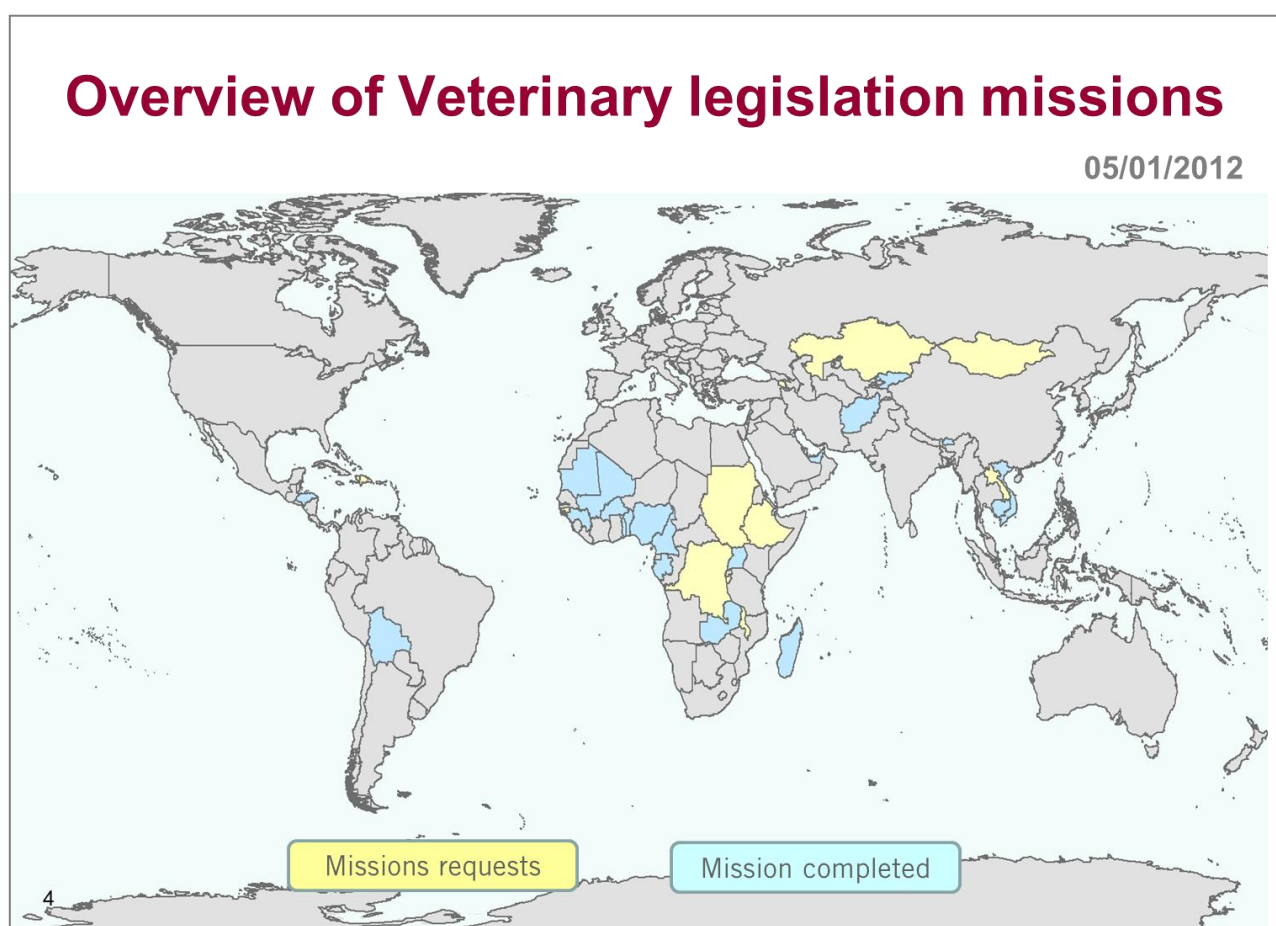 Overview of Veterinary legislation missions
05/01/2012
Missions requests
Mission completed
4